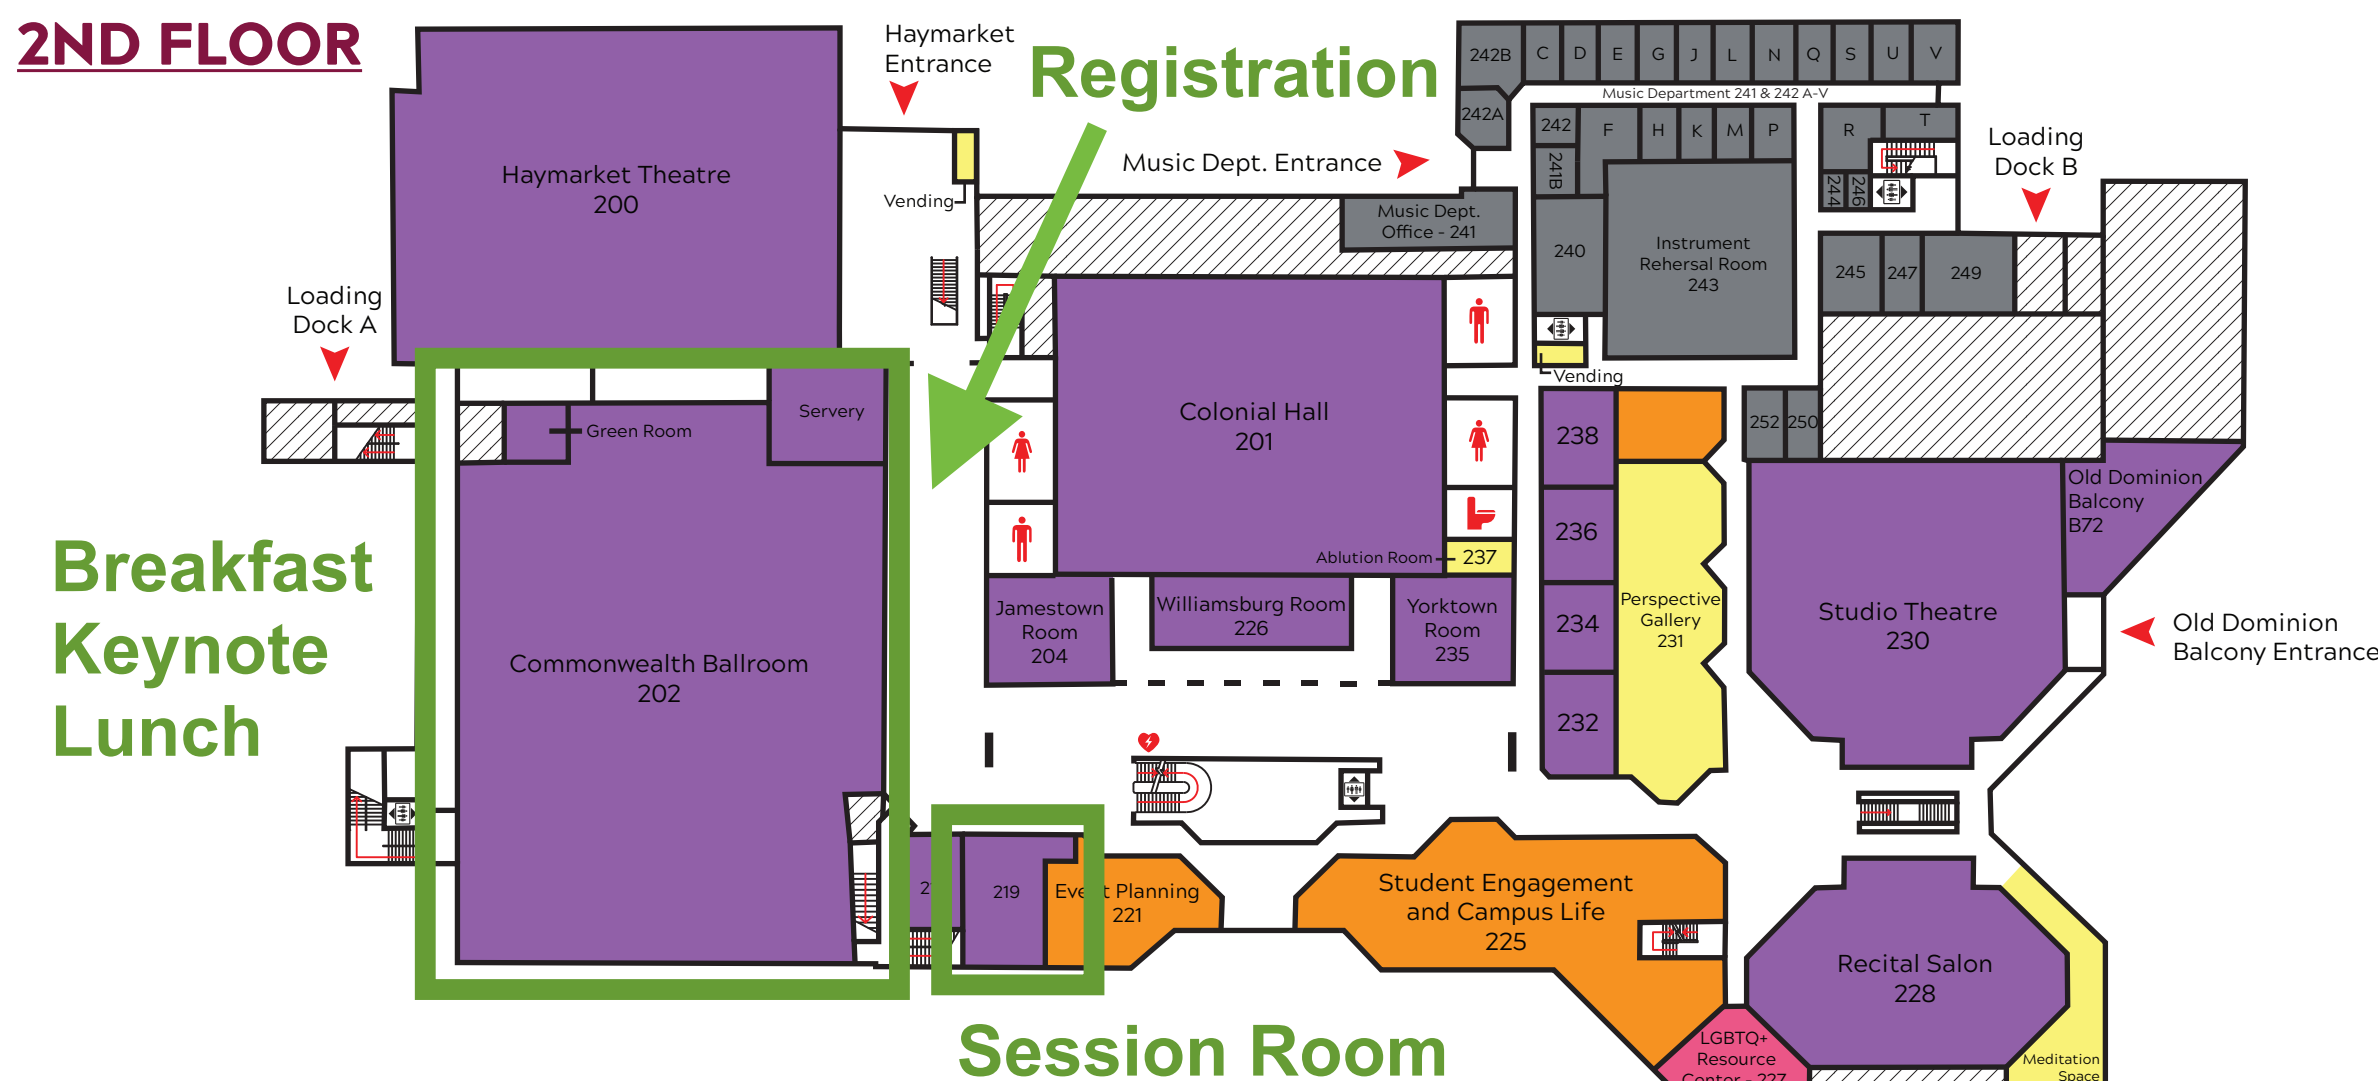 2ND FLOOR
Haymarket
Entrance
Registration
242B
C
D
E
G
J
L
N
Q
S
U
V
Music Department 241 & 242 A-V
242A
242
F
H
K
M
P
R
T
Loading
Dock B
Music Dept. Entrance
Haymarket Theatre
200
Vending
241B
244
246
Music Dept.
Office - 241
240
Instrument
Rehersal Room
243
245
247
249
Loading
Dock A
Vending
Servery
Green Room
Colonial Hall
201
238
252
250
Old Dominion
Balcony
B72
236
Ablution Room
237
Breakfast
Keynote
Lunch
Jamestown
Room
204
Williamsburg Room
226
Yorktown
Room
235
234
Perspective
Gallery
231
Studio Theatre
230
Old Dominion
Balcony Entrance
Commonwealth Ballroom
202
232
219
Event Planning
221
Student Engagement
and Campus Life
225
Recital Salon
228
Session Room
LGBTQ+
Resource
Center - 227
Meditation
Space